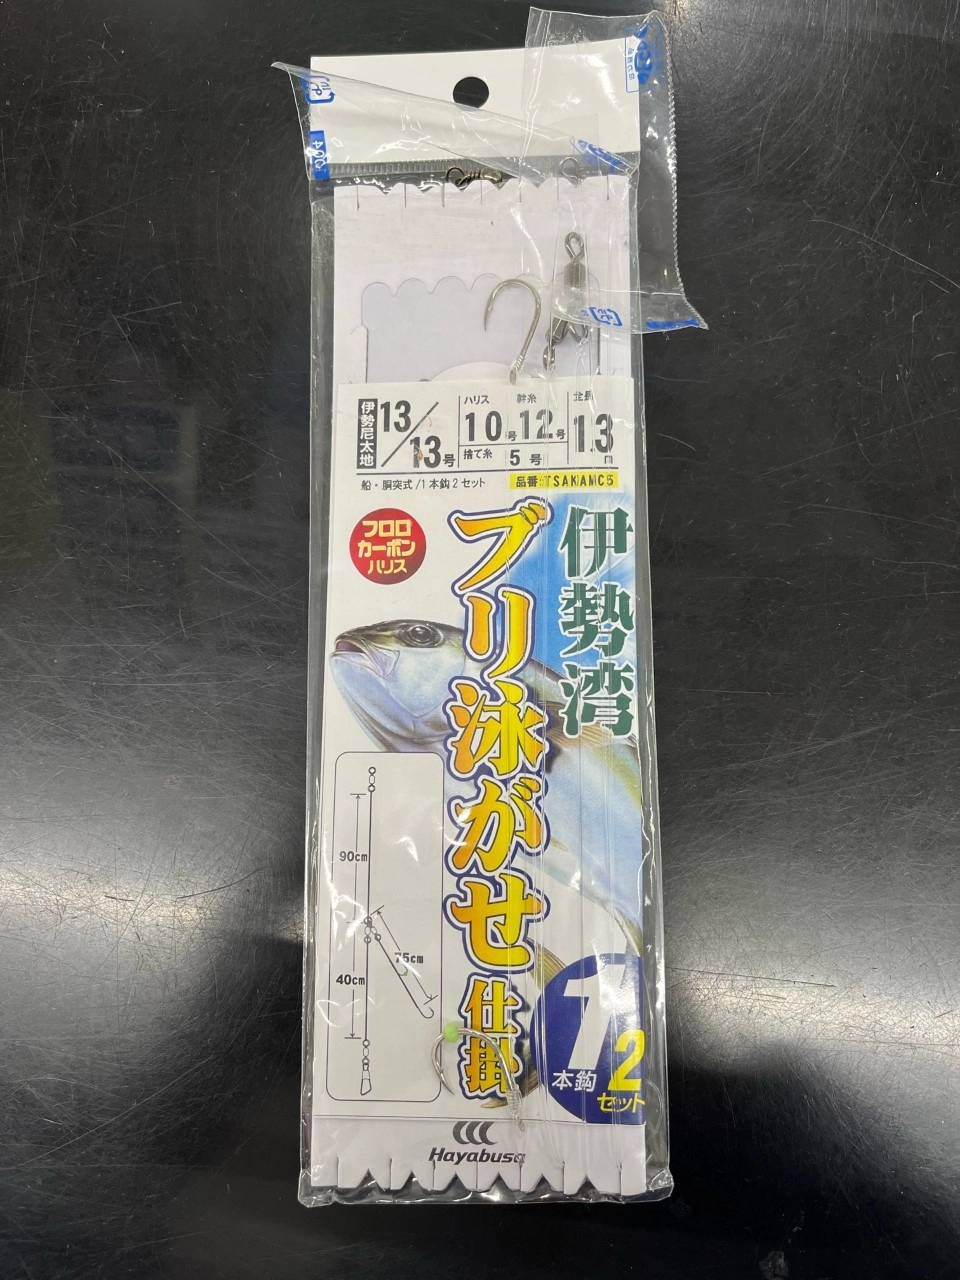 伊勢尼太地
13/13号
ハリス
10号
幹糸
12号
全長
1.3m
捨て糸
5号
船・胴突式/1本鈎2セット
品番:TSAKAMC5
フロロ
カーボン
ハリス
伊勢湾
ブリ泳がせ仕掛
90cm
75cm
40cm
1
本鈎
2
セット
Hayabusa